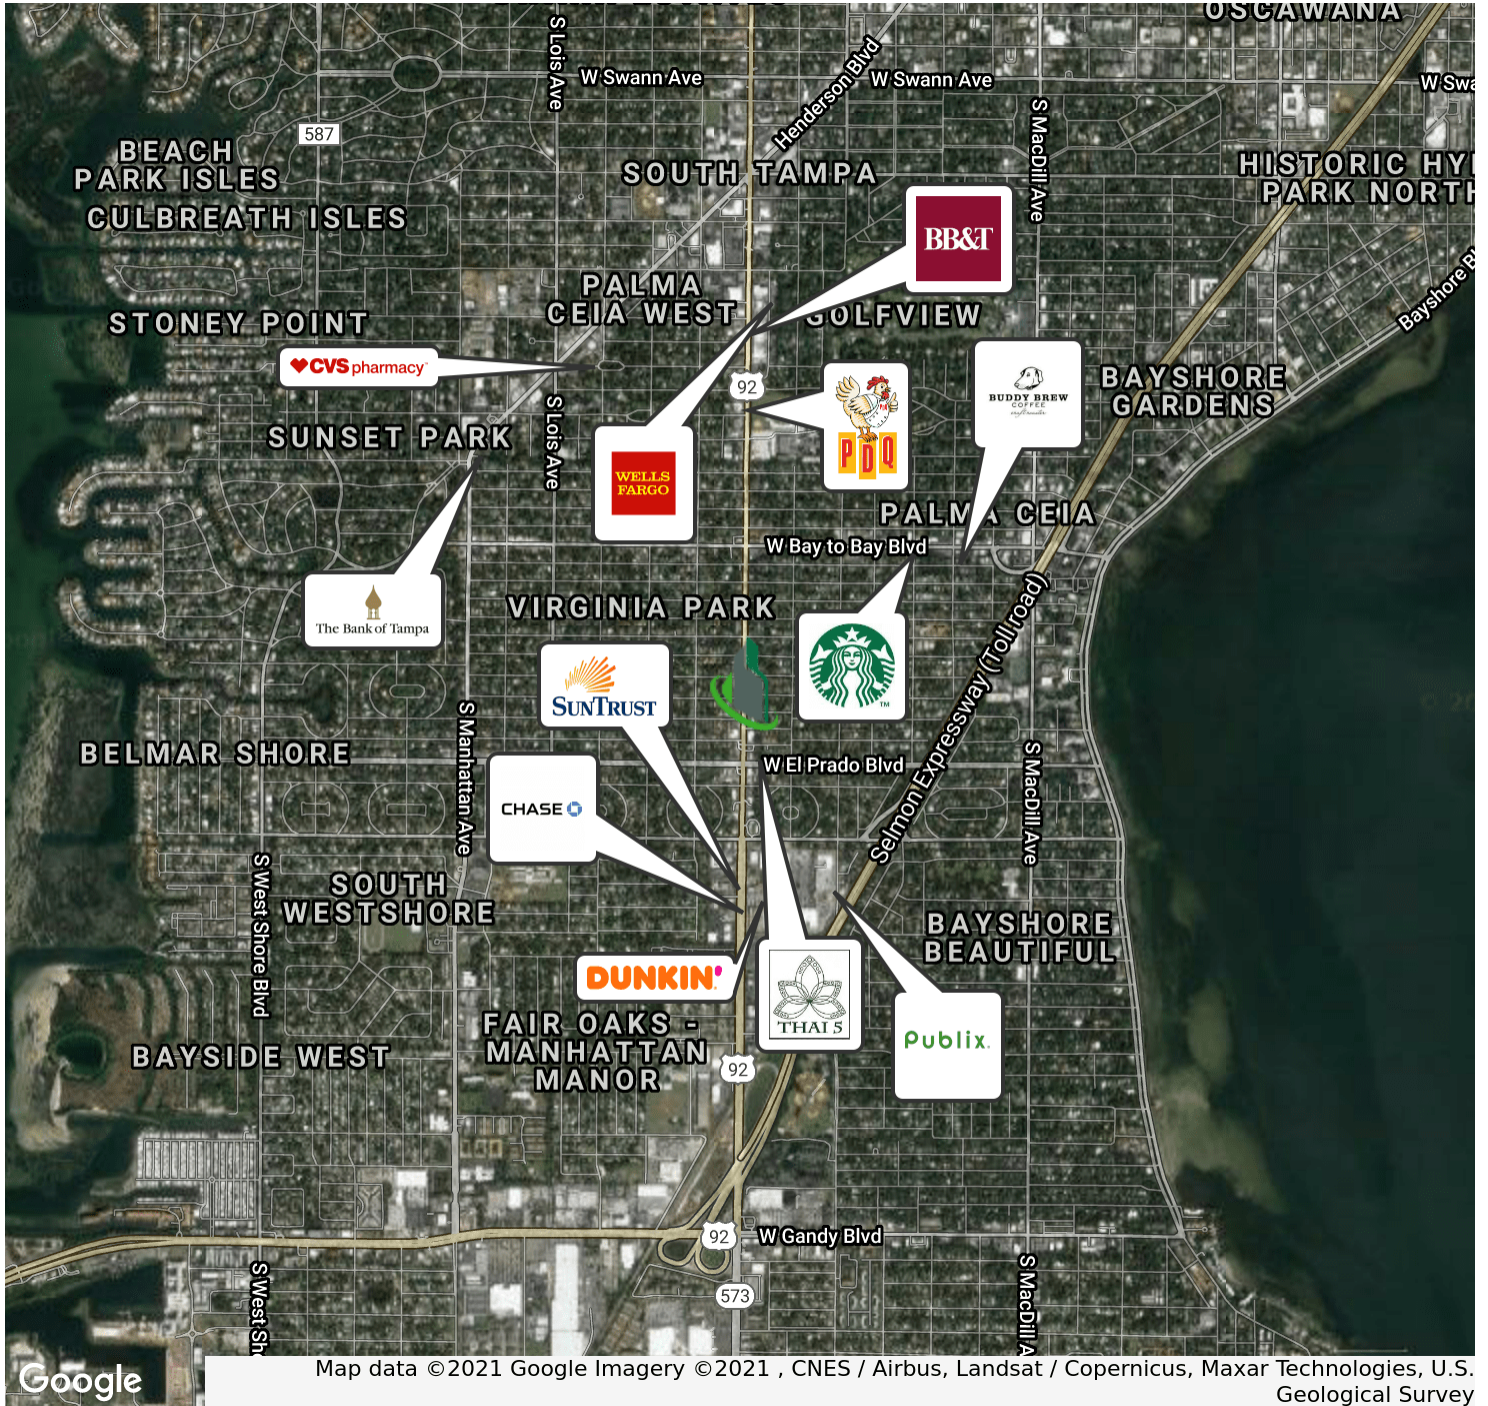 OSCAWANA
S Lois Ave
W Swann Ave
Henderson Blvd
W Swann Ave
W Swa
587
S MacDill Ave
BEACH
PARK ISLES
SOUTH TAMPA
HISTORIC HY
PARK NORTH
CULBREATH ISLES
BB&T
PALMA
CEIA WEST
GOLFVIEW
Bayshore Bl
STONEY POINT
CVS pharmacy
92
BUDDY BREW
COFFEE
BAYSHORE
GARDENS
S Lois Ave
SUNSET PARK
PDQ
WELLS
FARGO
PALMA CEIA
W Bay to Bay Blvd
The Bank of Tampa
VIRGINIA PARK
Selmon Expressway (Toll road)
SUNTRUST
TM
S Manhattan Ave
BELMAR SHORE
W El Prado Blvd
S MacDill Ave
CHASE
S West Shore Blvd
SOUTH
WESTSHORE
BAYSHORE
BEAUTIFUL
DUNKIN'
THAI 5
Publix.
FAIR OAKS -
MANHATTAN
MANOR
BAYSIDE WEST
92
92
W Gandy Blvd
573
S West Sho
S MacDill A
Google
Map data ©2021 Google Imagery ©2021 , CNES / Airbus, Landsat / Copernicus, Maxar Technologies, U.S.
Geological Survey